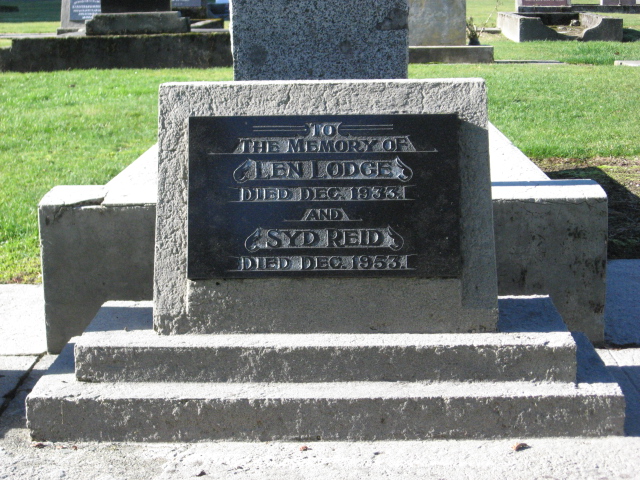 TO
THE MEMORY OF
LEN LODGE
DIED DEC. 1933.
AND
SYD REID
DIED DEC. 1953.